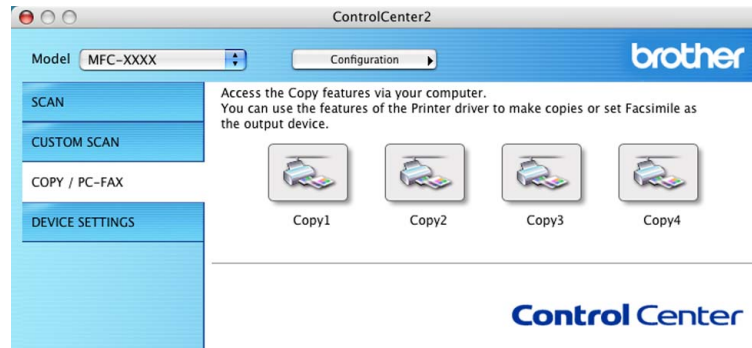 ControlCenter2
Model MFC-XXXX Configuration brother
SCAN
CUSTOM SCAN
COPY / PC-FAX
DEVICE SETTINGS
Access the Copy features via your computer.
You can use the features of the Printer driver to make copies or set Facsimile as
the output device.
Copy1 Copy2 Copy3 Copy4
Control Center